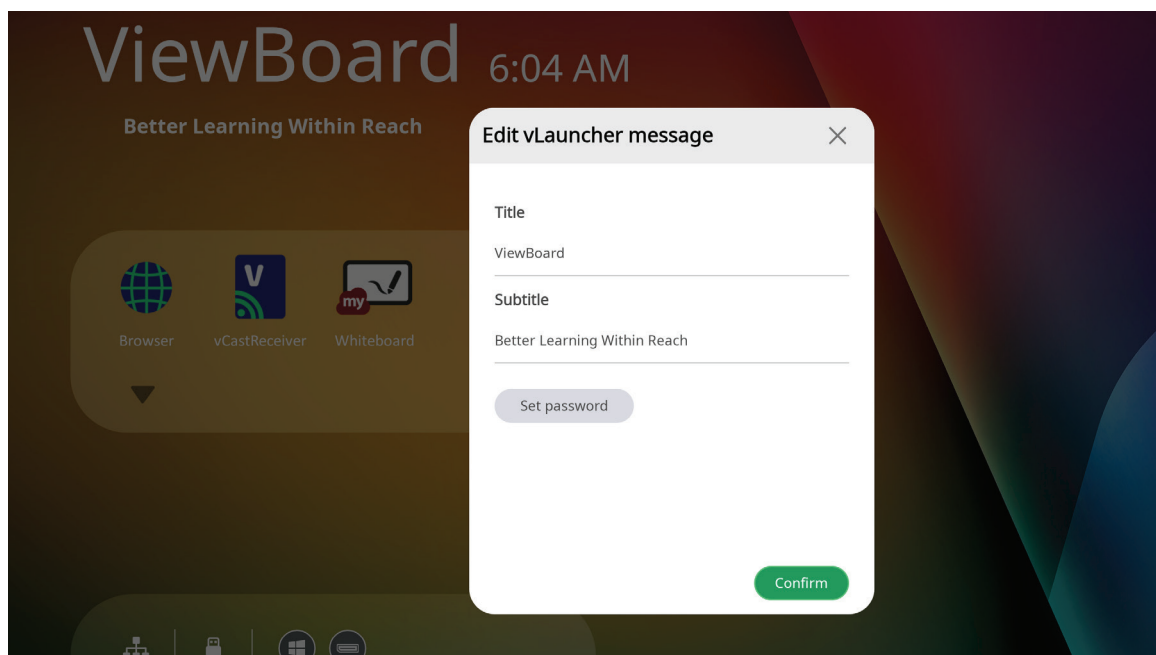 ViewBoard 6:04 AM
Better Learning Within Reach
Edit vLauncher message
Title
ViewBoard
Subtitle
Better Learning Within Reach
Set password
Confirm
V
my
Browser vCastReceiver Whiteboard